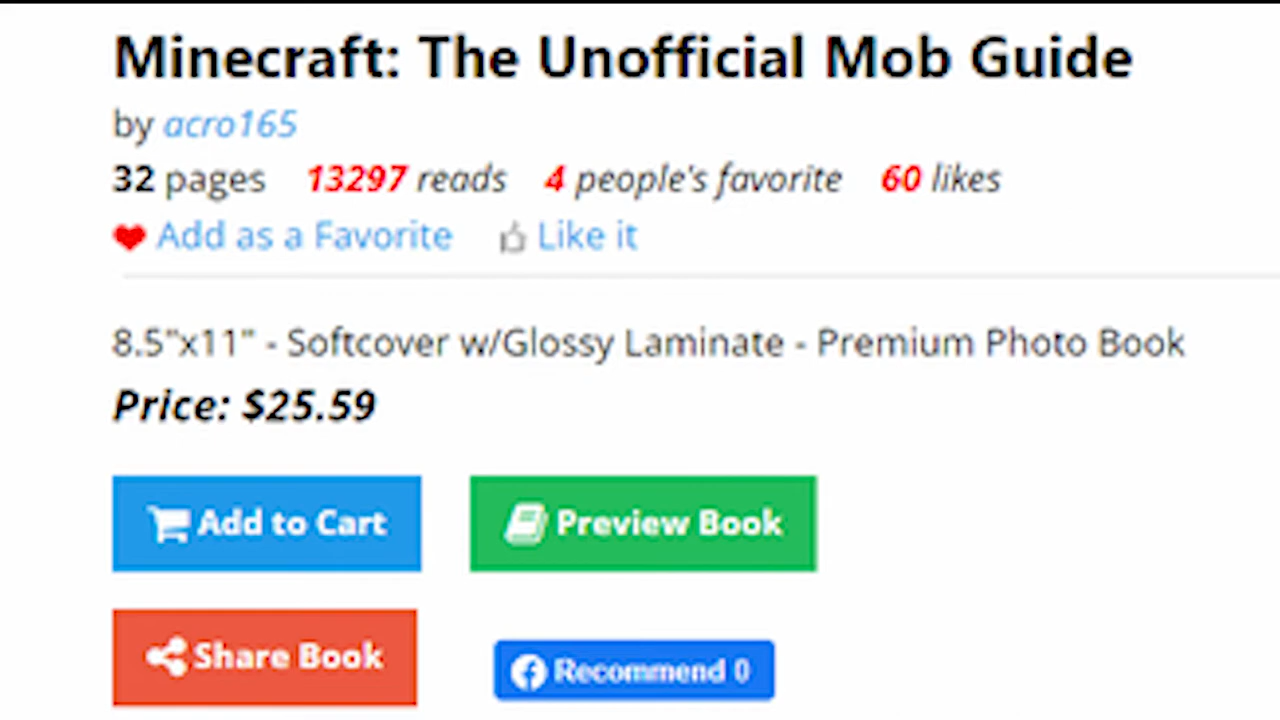 Minecraft: The Unofficial Mob Guide
by acro165
32 pages 13297 reads 4 people's favorite 60 likes
Add as a Favorite Like it
8.5"x11" - Softcover w/Glossy Laminate - Premium Photo Book
Price: $25.59
Add to Cart Preview Book
Share Book Recommend 0